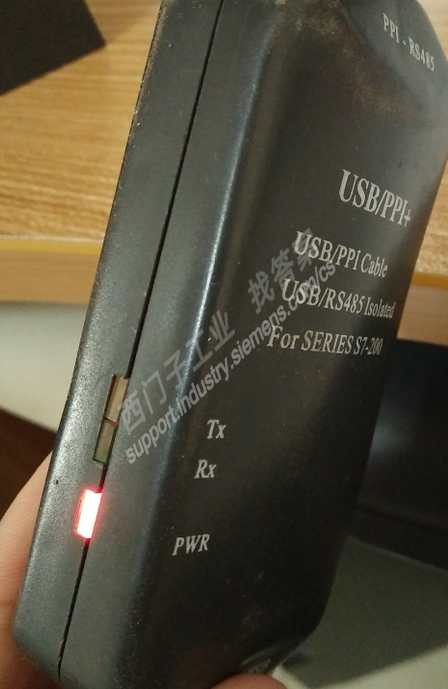 PPI - RS485
USB/PPI+
USB/PPI Cable
USB/RS485 Isolated
For SERIES S7-200
西门子工业 找答案
support.industry.siemens.com/cs
Tx
Rx
PWR